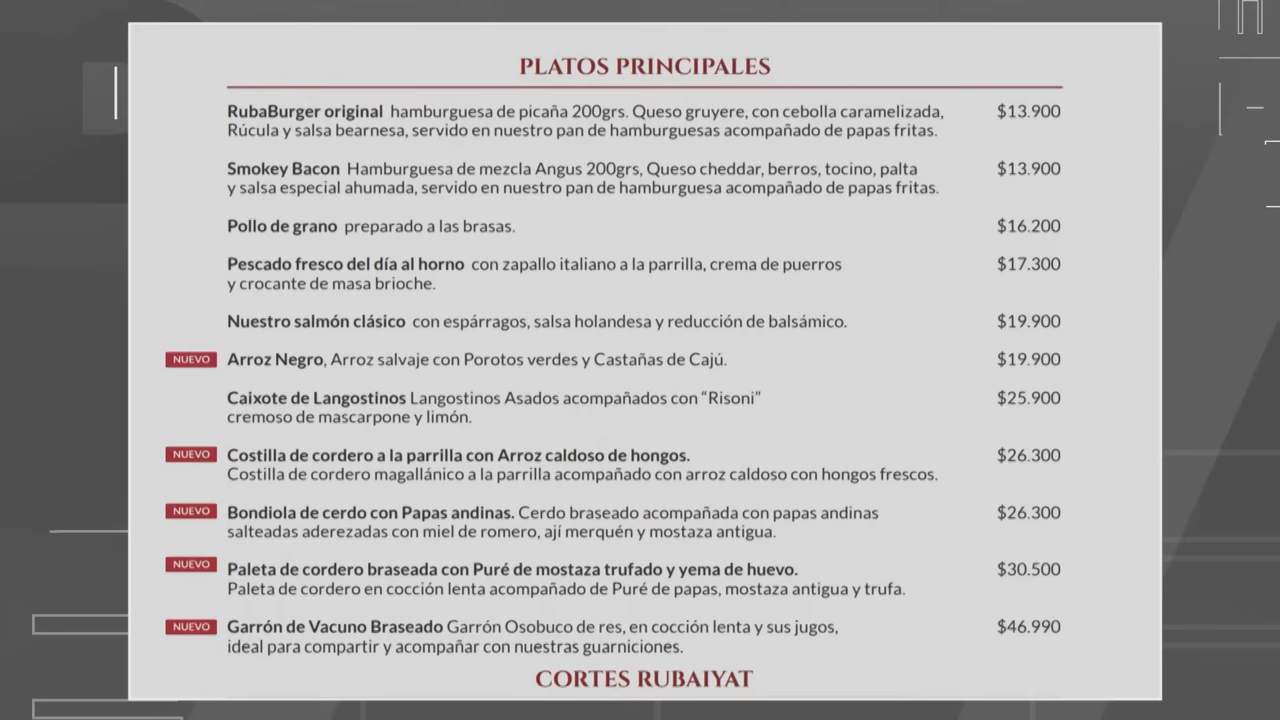 PLATOS PRINCIPALES
RubaBurger original hamburguesa de picaña 200grs. Queso gruyere, con cebolla caramelizada, $13.900
Rúcula y salsa bearnesa, servido en nuestro pan de hamburguesas acompañado de papas fritas.
Smokey Bacon Hamburguesa de mezcla Angus 200grs, Queso cheddar, berros, tocino, palta $13.900
y salsa especial ahumada, servido en nuestro pan de hamburguesa acompañado de papas fritas.
Pollo de grano preparado a las brasas. $16.200
Pescado fresco del día al horno con zapallo italiano a la parrilla, crema de puerros $17.300
y crocante de masa brioche.
Nuestro salmón clásico con espárragos, salsa holandesa y reducción de balsámico. $19.900
NUEVO Arroz Negro, Arroz salvaje con Porotos verdes y Castañas de Cajú. $19.900
Caixote de Langostinos Langostinos Asados acompañados con “Risoni” $25.900
cremoso de mascarpone y limón.
NUEVO Costilla de cordero a la parrilla con Arroz caldoso de hongos. $26.300
Costilla de cordero magallánico a la parrilla acompañado con arroz caldoso con hongos frescos.
NUEVO Bondiola de cerdo con Papas andinas. Cerdo braseado acompañada con papas andinas $26.300
salteadas aderezadas con miel de romero, ají merquén y mostaza antigua.
NUEVO Paleta de cordero braseada con Puré de mostaza trufado y yema de huevo. $30.500
Paleta de cordero en cocción lenta acompañado de Puré de papas, mostaza antigua y trufa.
NUEVO Garrón de Vacuno Braseado Garrón Osobuco de res, en cocción lenta y sus jugos, $46.990
ideal para compartir y acompañar con nuestras guarniciones.
CORTES RUBAIYAT